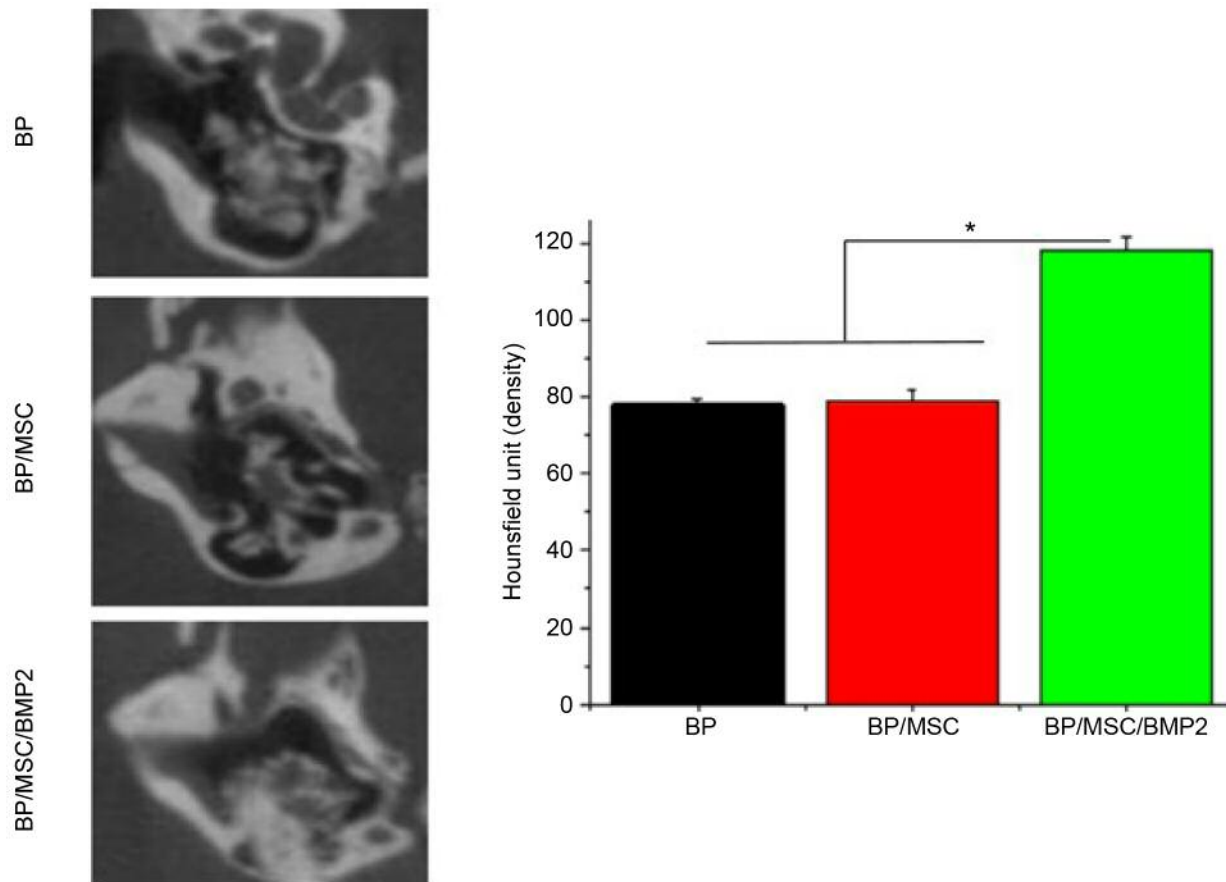 BP
BP/MSC
BP/MSC/BMP2
*
120
100
80
60
40
20
0
Hounsfield unit (density)
BP
BP/MSC
BP/MSC/BMP2